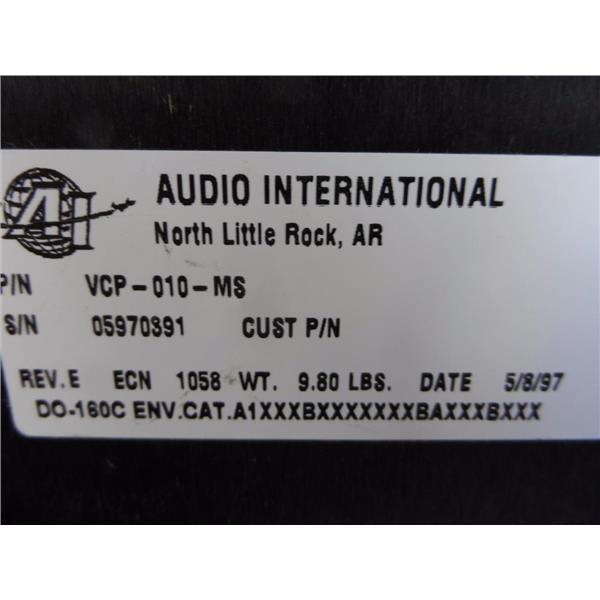 AI AUDIO INTERNATIONAL
North Little Rock, AR
P/N VCP-010-MS
S/N 05970391 CUST P/N
REV.E ECN 1058 WT. 9.80 LBS. DATE 5/8/97
DO-160C ENV.CAT.A1XXXBXXXXXXXBAXXXBXXX